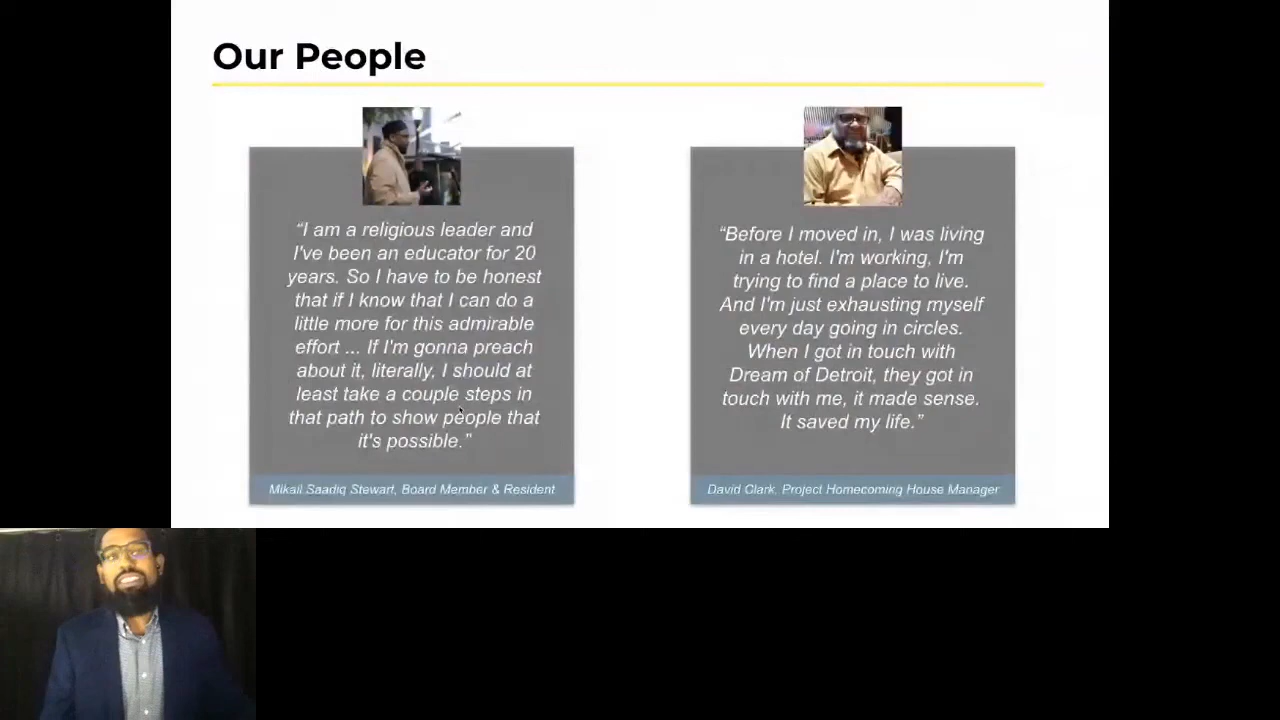 Our People
“I am a religious leader and
I've been an educator for 20
years. So I have to be honest
that if I know that I can do a
little more for this admirable
effort ... If I'm gonna preach
about it, literally, I should at
least take a couple steps in
that path to show people that
it's possible.”
Mikail Saadiq Stewart, Board Member & Resident
“Before I moved in, I was living
in a hotel. I'm working, I'm
trying to find a place to live.
And I'm just exhausting myself
every day going in circles.
When I got in touch with
Dream of Detroit, they got in
touch with me, it made sense.
It saved my life.”
David Clark, Project Homecoming House Manager